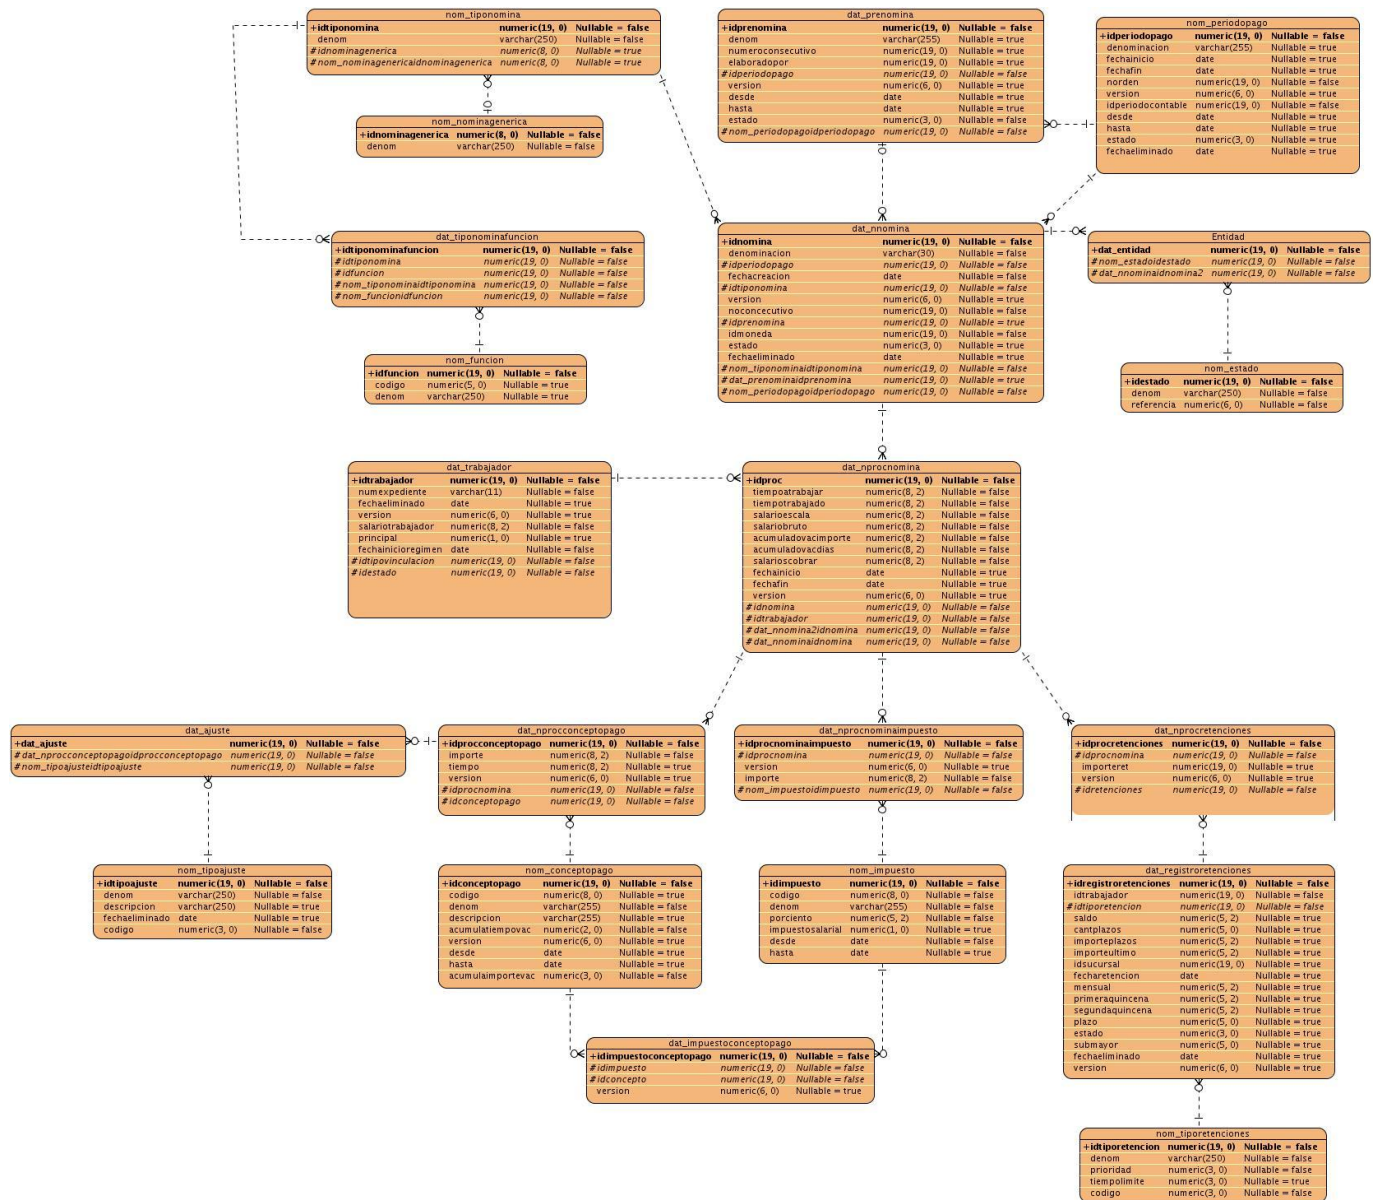 nom_tiponomina
+idtiponomina numeric(19, 0) Nullable = false
denom varchar(250) Nullable = false
#idnominagenerica numeric(8, 0) Nullable = true
#nom_nominagenericaidnominagenerica numeric(8, 0) Nullable = true
dat_prenomina
+idprenomina numeric(19, 0) Nullable = false
denom varchar(255) Nullable = true
numeroconsecutivo numeric(19, 0) Nullable = true
elaboradopor numeric(19, 0) Nullable = true
#idperiodopago numeric(19, 0) Nullable = false
version numeric(6, 0) Nullable = true
desde date Nullable = true
hasta date Nullable = true
estado numeric(3, 0) Nullable = false
#nom_periodopagoidperiodopago numeric(19, 0) Nullable = false
nom_periodopago
+idperiodopago numeric(19, 0) Nullable = false
denominacion varchar(255) Nullable = true
fechainicio date Nullable = true
fechafin date Nullable = true
norden numeric(19, 0) Nullable = false
version numeric(6, 0) Nullable = true
idperiodocontable numeric(19, 0) Nullable = false
desde date Nullable = true
hasta date Nullable = true
estado numeric(3, 0) Nullable = true
fechaeliminado date Nullable = true
nom_nominagenerica
+idnominagenerica numeric(8, 0) Nullable = false
denom varchar(250) Nullable = false
dat_tiponominafuncion
+idtiponominafuncion numeric(19, 0) Nullable = false
#idtiponomina numeric(19, 0) Nullable = false
#idfuncion numeric(19, 0) Nullable = false
#nom_tiponominaidtiponomina numeric(19, 0) Nullable = false
#nom_funcionidfuncion numeric(19, 0) Nullable = false
dat_nnomina
+idnomina numeric(19, 0) Nullable = false
denominacion varchar(30) Nullable = false
#idperiodopago numeric(19, 0) Nullable = false
fechacreacion date Nullable = false
#idtiponomina numeric(19, 0) Nullable = false
version numeric(6, 0) Nullable = true
noconcecutivo numeric(19, 0) Nullable = false
#idprenomina numeric(19, 0) Nullable = true
idmoneda numeric(19, 0) Nullable = false
estado numeric(3, 0) Nullable = true
fechaeliminado date Nullable = true
#nom_tiponominaidtiponomina numeric(19, 0) Nullable = false
#dat_prenominaidprenomina numeric(19, 0) Nullable = true
#nom_periodopagoidperiodopago numeric(19, 0) Nullable = false
Entidad
+dat_entidad numeric(19, 0) Nullable = true
#nom_estadoidestado numeric(19, 0) Nullable = false
#dat_nnominaidnomina2 numeric(19, 0) Nullable = false
nom_funcion
+idfuncion numeric(19, 0) Nullable = false
codigo numeric(5, 0) Nullable = true
denom varchar(250) Nullable = true
nom_estado
+idestado numeric(19, 0) Nullable = false
denom varchar(250) Nullable = false
referencia numeric(6, 0) Nullable = false
dat_trabajador
+idtrabajador numeric(19, 0) Nullable = false
numexpediente varchar(11) Nullable = false
fechaeliminado date Nullable = true
version numeric(6, 0) Nullable = true
salariotrabajador numeric(8, 2) Nullable = false
principal numeric(1, 0) Nullable = true
fechainicioregimen date Nullable = false
#idtipovinculacion numeric(19, 0) Nullable = false
#idestado numeric(19, 0) Nullable = false
dat_nprocnomina
+idproc numeric(19, 0) Nullable = false
tiempoatrabajar numeric(8, 2) Nullable = false
tiempotrabajado numeric(8, 2) Nullable = false
salarioescala numeric(8, 2) Nullable = false
salariobruto numeric(8, 2) Nullable = false
acumuladovacimporte numeric(8, 2) Nullable = false
acumuladovacdias numeric(8, 2) Nullable = false
salarioscobrar numeric(8, 2) Nullable = false
fechainicio date Nullable = true
fechafin date Nullable = true
version numeric(6, 0) Nullable = true
#idnomina numeric(19, 0) Nullable = false
#idtrabajador numeric(19, 0) Nullable = false
#dat_nnomina2idnomina numeric(19, 0) Nullable = false
#dat_nnominaidnomina numeric(19, 0) Nullable = false
dat_ajuste
+dat_ajuste numeric(19, 0) Nullable = false
#dat_nprocconceptopagoidprocconceptopago numeric(19, 0) Nullable = false
#nom_tipoajusteidtipoajuste numeric(19, 0) Nullable = false
dat_nprocconceptopago
+idprocconceptopago numeric(19, 0) Nullable = false
importe numeric(8, 2) Nullable = false
tiempo numeric(8, 2) Nullable = true
version numeric(6, 0) Nullable = true
#idprocnomina numeric(19, 0) Nullable = false
#idconceptopago numeric(19, 0) Nullable = false
dat_nprocnominaimpuesto
+idprocnominaimpuesto numeric(19, 0) Nullable = false
#idprocnomina numeric(19, 0) Nullable = false
version numeric(6, 0) Nullable = true
importe numeric(8, 2) Nullable = false
#nom_impuestoidimpuesto numeric(19, 0) Nullable = false
dat_nprocretenciones
+idprocretenciones numeric(19, 0) Nullable = false
#idprocnomina numeric(19, 0) Nullable = false
importeret numeric(19, 0) Nullable = true
version numeric(6, 0) Nullable = true
#idretenciones numeric(19, 0) Nullable = false
nom_tipoajuste
+idtipoajuste numeric(19, 0) Nullable = false
denom varchar(250) Nullable = false
descripcion varchar(250) Nullable = true
fechaeliminado date Nullable = true
codigo numeric(3, 0) Nullable = true
nom_conceptopago
+idconceptopago numeric(19, 0) Nullable = false
codigo numeric(8, 0) Nullable = false
denom varchar(255) Nullable = true
descripcion varchar(255) Nullable = true
acumulatiempovac numeric(2, 0) Nullable = false
version numeric(6, 0) Nullable = true
desde date Nullable = true
hasta date Nullable = true
acumulaimportevac numeric(3, 0) Nullable = false
nom_impuesto
+idimpuesto numeric(19, 0) Nullable = false
codigo numeric(8, 0) Nullable = false
denom varchar(255) Nullable = true
porciento numeric(5, 2) Nullable = true
impuestosalarial numeric(1, 0) Nullable = true
desde date Nullable = false
hasta date Nullable = true
dat_registroretenciones
+idregistroretenciones numeric(19, 0) Nullable = false
idtrabajador numeric(19, 0) Nullable = false
#idtiporetencion numeric(19, 0) Nullable = false
saldo numeric(5, 2) Nullable = true
cantplazos numeric(5, 0) Nullable = true
importeplazos numeric(5, 2) Nullable = true
importeultimo numeric(5, 2) Nullable = true
idsucursal numeric(19, 0) Nullable = true
fecharetencion date Nullable = true
mensual numeric(5, 2) Nullable = true
primeraquincena numeric(5, 2) Nullable = true
segundaquincena numeric(5, 2) Nullable = true
plazo numeric(5, 0) Nullable = true
estado numeric(3, 0) Nullable = true
submayor numeric(5, 0) Nullable = true
fechaeliminado date Nullable = true
version numeric(6, 0) Nullable = true
dat_impuestoconceptopago
+idimpuestoconceptopago numeric(19, 0) Nullable = false
#idimpuesto numeric(19, 0) Nullable = false
#idconcepto numeric(19, 0) Nullable = false
version numeric(6, 0) Nullable = true
nom_tiporetenciones
+idtiporetencion numeric(19, 0) Nullable = false
denom varchar(250) Nullable = false
prioridad numeric(3, 0) Nullable = false
tiempolimite numeric(3, 0) Nullable = true
codigo numeric(3, 0) Nullable = false